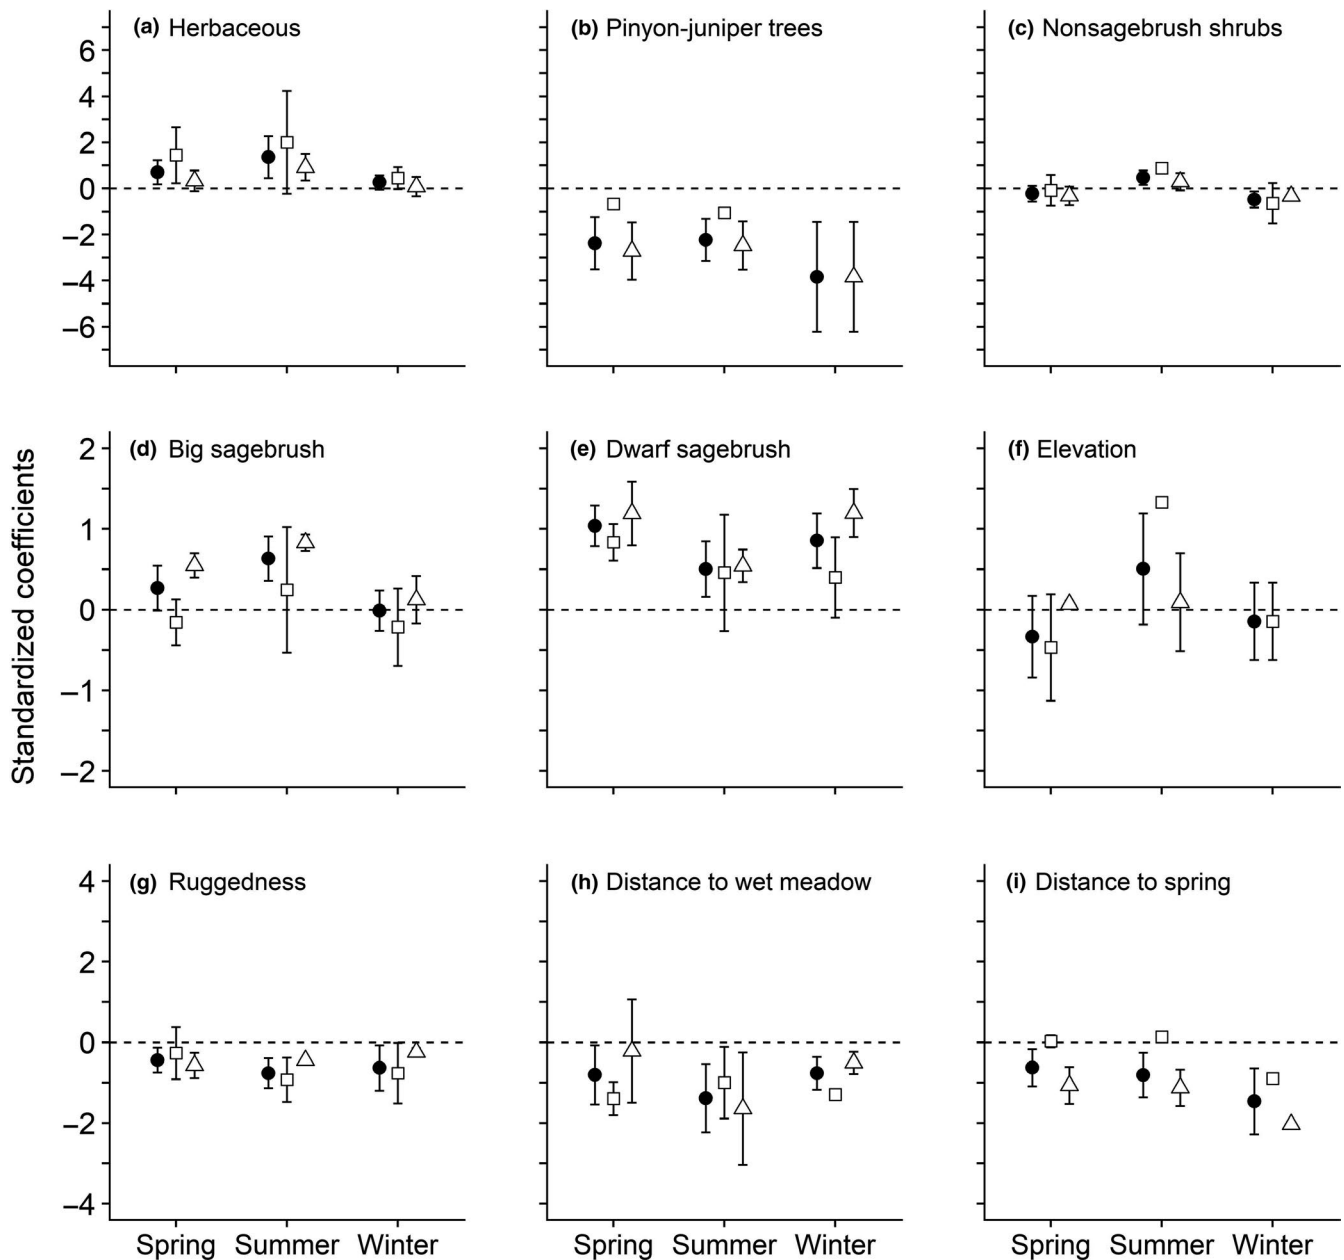 (a) Herbaceous
(b) Pinyon-juniper trees
(c) Nonsagebrush shrubs
6
4
2
0
–2
–4
–6
Standardized coefficients
(d) Big sagebrush
(e) Dwarf sagebrush
(f) Elevation
2
1
0
–1
–2
(g) Ruggedness
(h) Distance to wet meadow
(i) Distance to spring
4
2
0
–2
–4
Spring Summer Winter
Spring Summer Winter
Spring Summer Winter